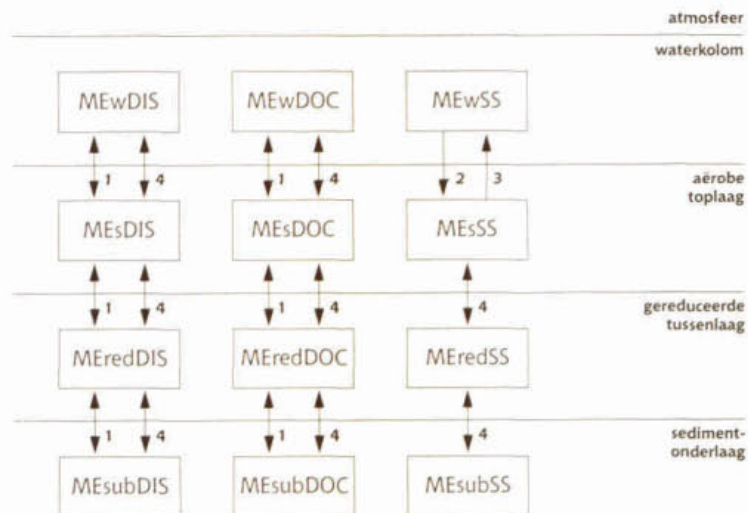 atmosfeer
waterkolom
MEwDIS MEwDOC MEwSS
1 4 1 4 2 3
aërobe
toplaag
MEsDIS MEsDOC MEsSS
1 4 1 4 4
gereduceerde
tussenlaag
MEredDIS MEredDOC MEredSS
1 4 1 4 4
sediment-
onderlaag
MEsubDIS MEsubDOC MEsubSS